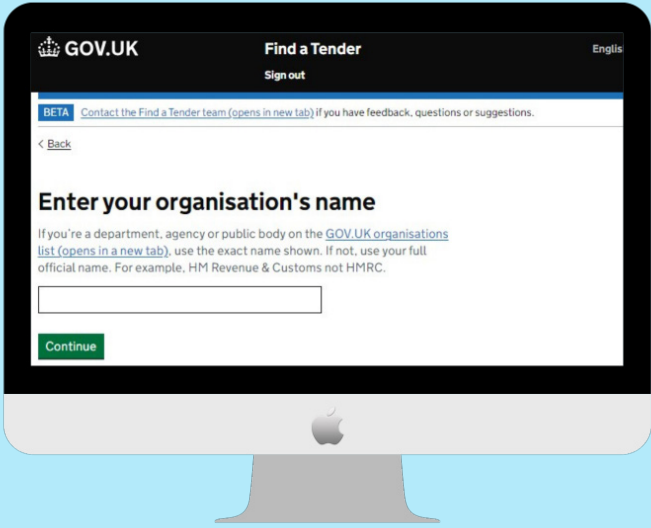 GOV.UK
Find a Tender
Englis
Sign out
BETA Contact the Find a Tender team (opens in new tab) if you have feedback, questions or suggestions.
< Back
Enter your organisation's name
If you're a department, agency or public body on the GOV.UK organisations
list (opens in a new tab), use the exact name shown. If not, use your full
official name. For example, HM Revenue & Customs not HMRC.
Continue